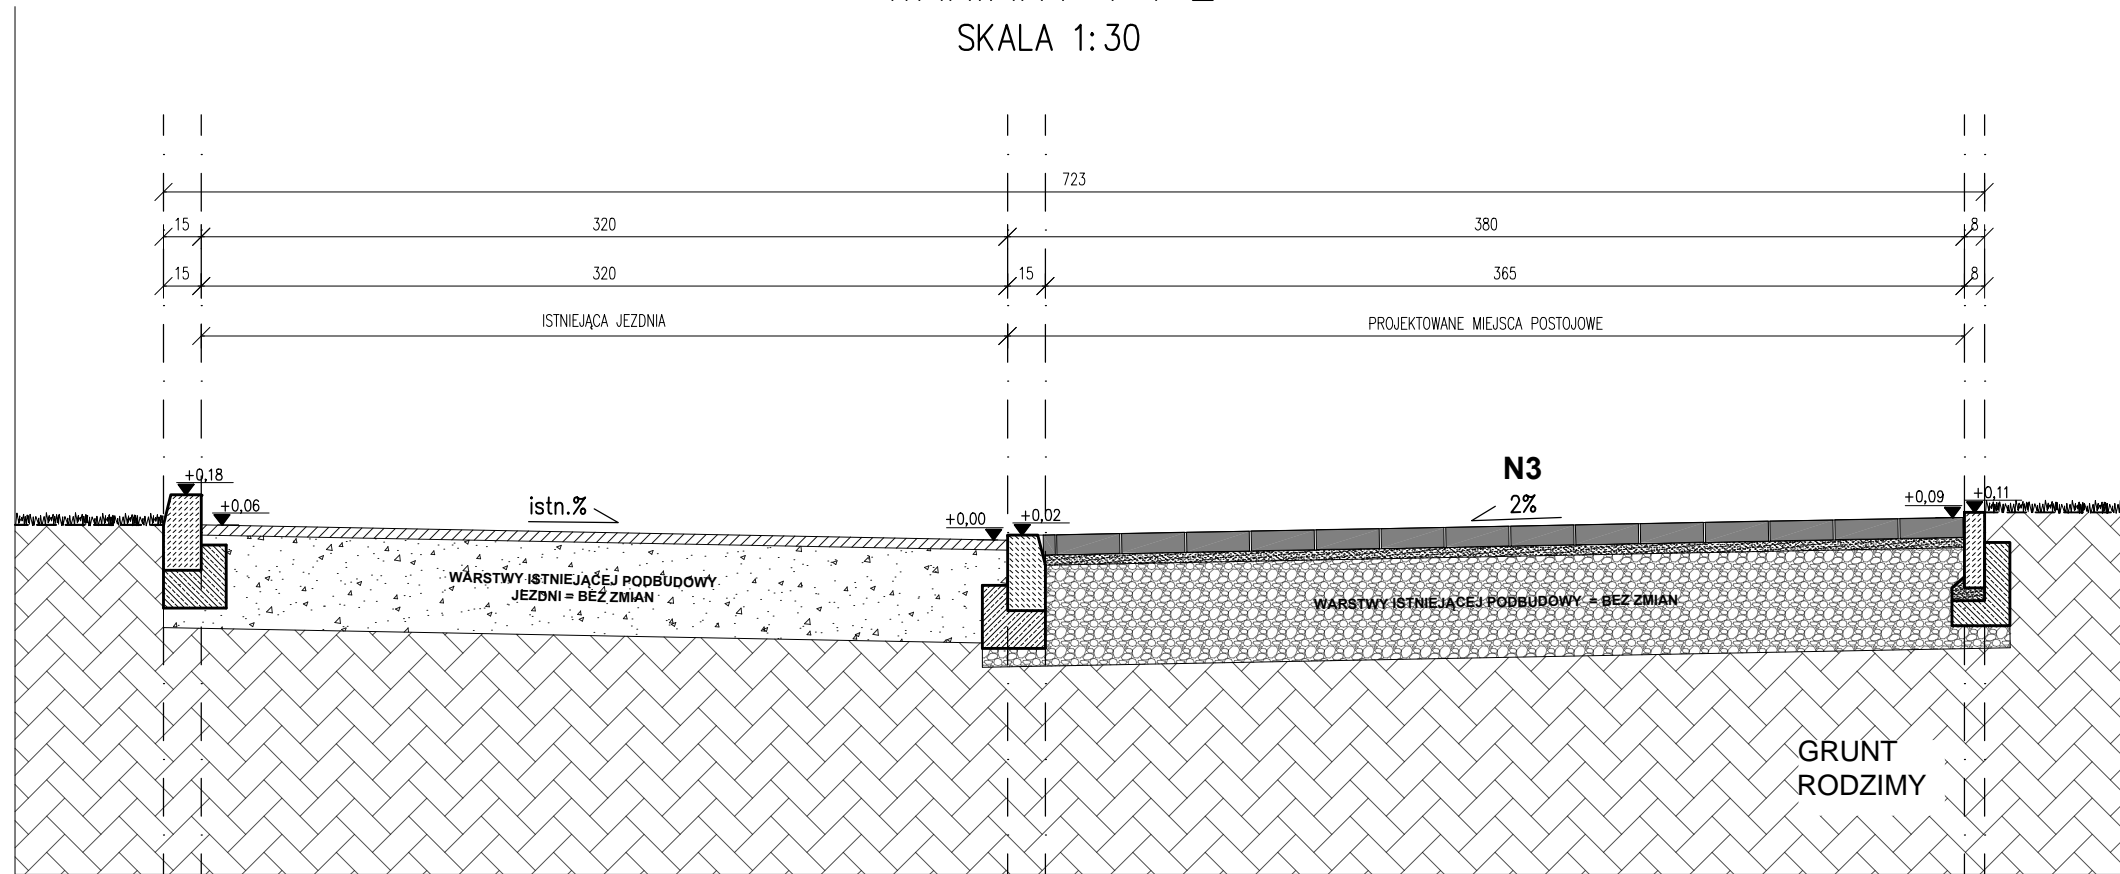 SKALA 1:30
723
15 320 380 8
15 320 15 365 8
ISTNIEJĄCA JEZDNIA
PROJEKTOWANE MIEJSCA POSTOJOWE
+0,18
+0,06
istn.%
+0,00
+0,02
N3
2%
+0,09
+0,11
WARSTWY ISTNIEJĄCEJ PODBUDOWY
JEZDNI = BEZ ZMIAN
WARSTWY ISTNIEJĄCEJ PODBUDOWY = BEZ ZMIAN
GRUNT
RODZIMY